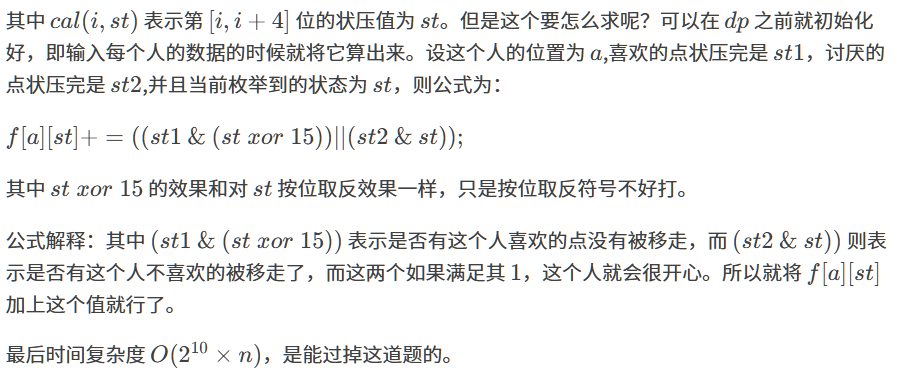 其中 cal(i, st) 表示第 [i, i + 4] 位的状压值为 st。但是这个要怎么求呢？可以在 dp 之前就初始化
好，即输入每个人的数据的时候就将它算出来。设这个人的位置为 a,喜欢的点状压完是 st1，讨厌的
点状压完是 st2,并且当前枚举到的状态为 st，则公式为：
f[a][st]+ = ((st1 & (st xor 15))||(st2 & st));
其中 st xor 15 的效果和对 st 按位取反效果一样，只是按位取反符号不好打。
公式解释：其中 (st1 & (st xor 15)) 表示是否有这个人喜欢的点没有被移走，而 (st2 & st)) 则表
示是否有这个人不喜欢的被移走了，而这两个如果满足其 1，这个人就会很开心。所以就将 f[a][st]
加上这个值就行了。
最后时间复杂度 O(2¹⁰ × n)，是能过掉这道题的。